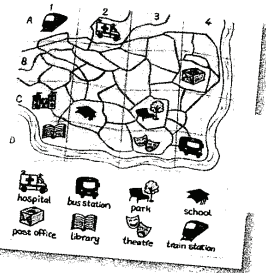 1 2 3 4
A
B
C
D
hospital bus station park school
post office library theatre train station